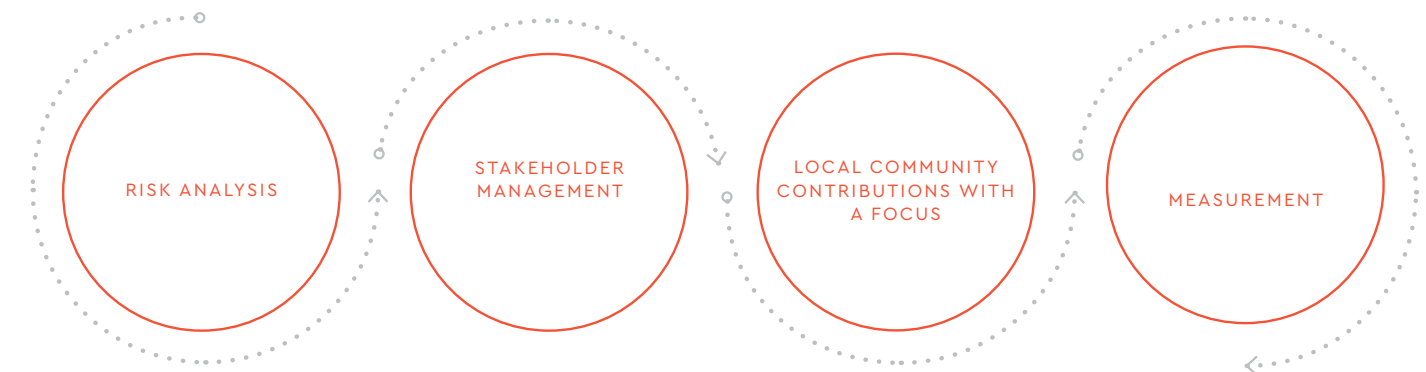 RISK ANALYSIS
STAKEHOLDER
MANAGEMENT
LOCAL COMMUNITY
CONTRIBUTIONS WITH
A FOCUS
MEASUREMENT